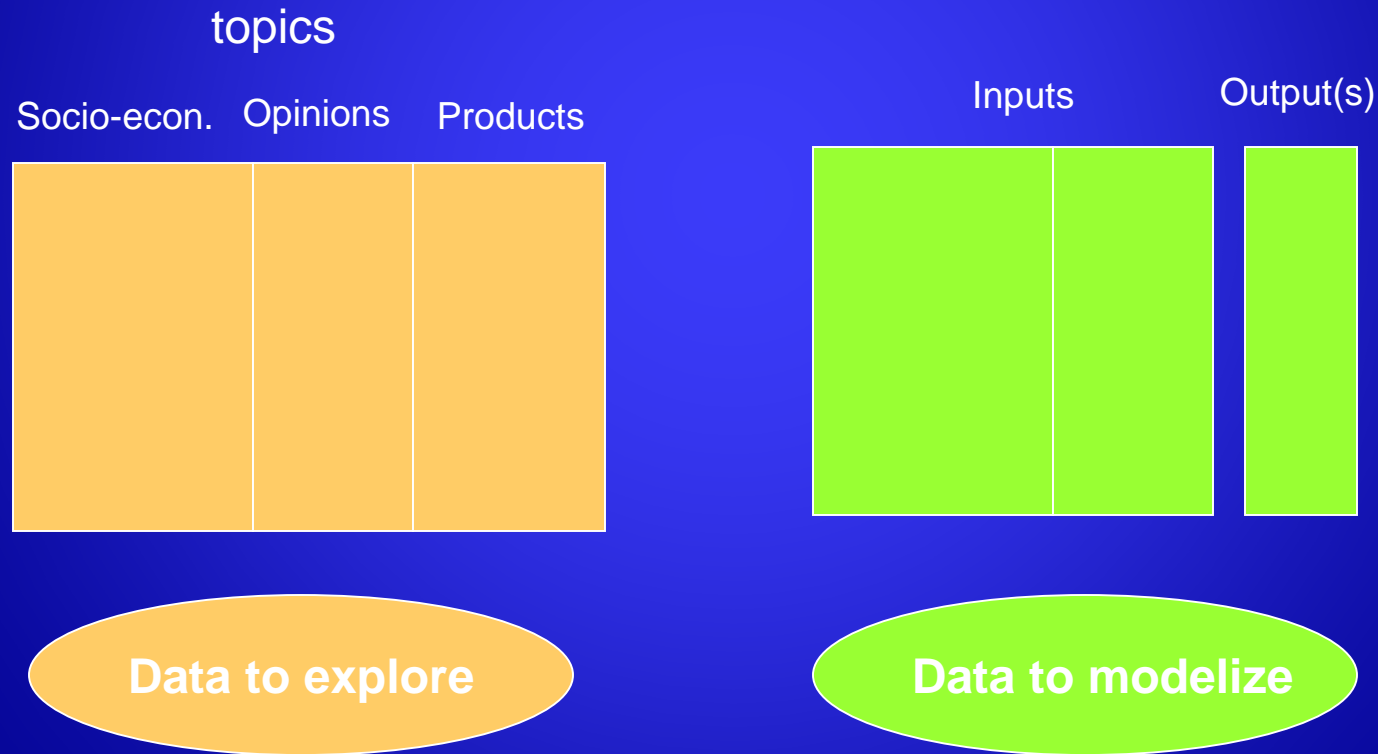 topics
Socio-econ. Opinions Products
Inputs Output(s)
Data to explore
Data to modelize